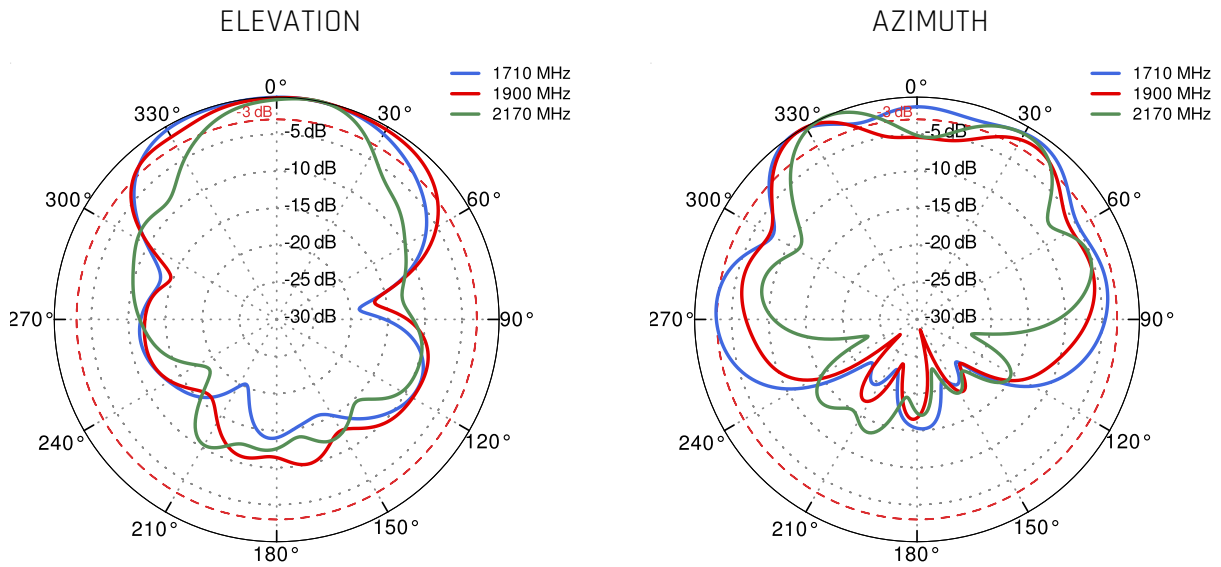 ELEVATION
1710 MHz
1900 MHz
2170 MHz
0°
-3 dB
330°
30°
-5 dB
-10 dB
300°
60°
-15 dB
-20 dB
-25 dB
-30 dB
270°
90°
240°
120°
210°
150°
180°
AZIMUTH
1710 MHz
1900 MHz
2170 MHz
0°
-3 dB
330°
30°
-5 dB
-10 dB
300°
60°
-15 dB
-20 dB
-25 dB
-30 dB
270°
90°
240°
120°
210°
150°
180°